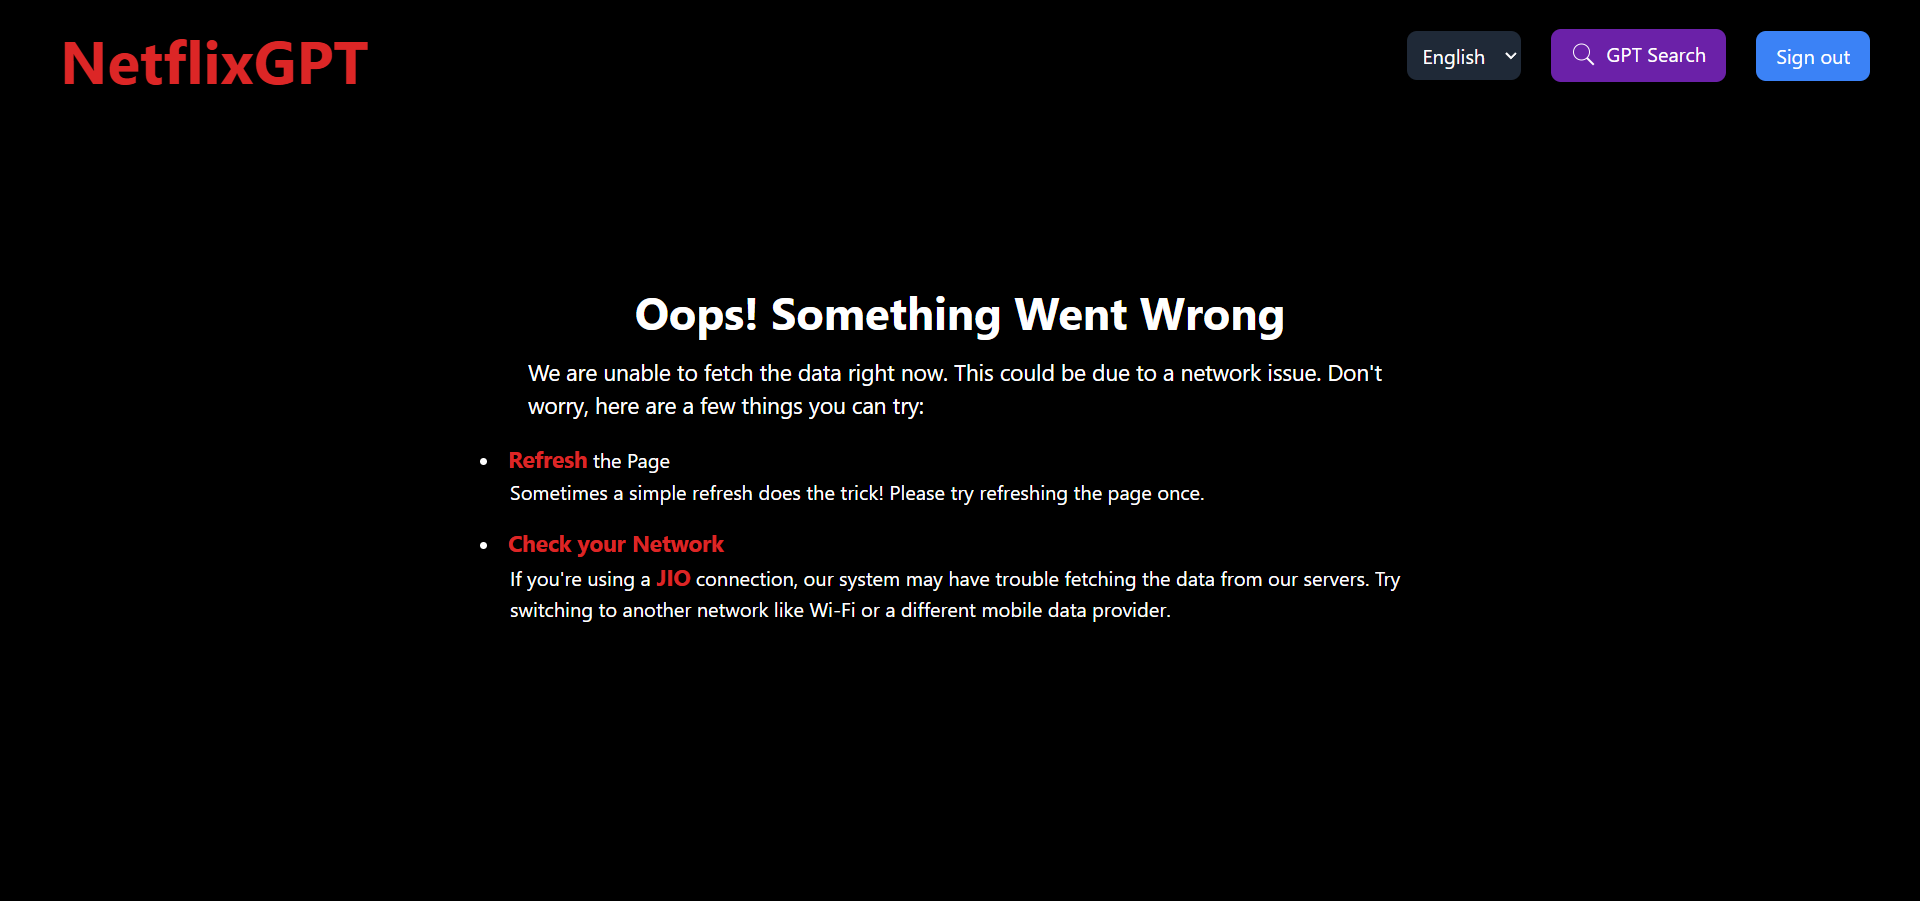 NetflixGPT
English
GPT Search
Sign out
Oops! Something Went Wrong
We are unable to fetch the data right now. This could be due to a network issue. Don't
worry, here are a few things you can try:
• Refresh the Page
Sometimes a simple refresh does the trick! Please try refreshing the page once.
• Check your Network
If you're using a JIO connection, our system may have trouble fetching the data from our servers. Try
switching to another network like Wi-Fi or a different mobile data provider.